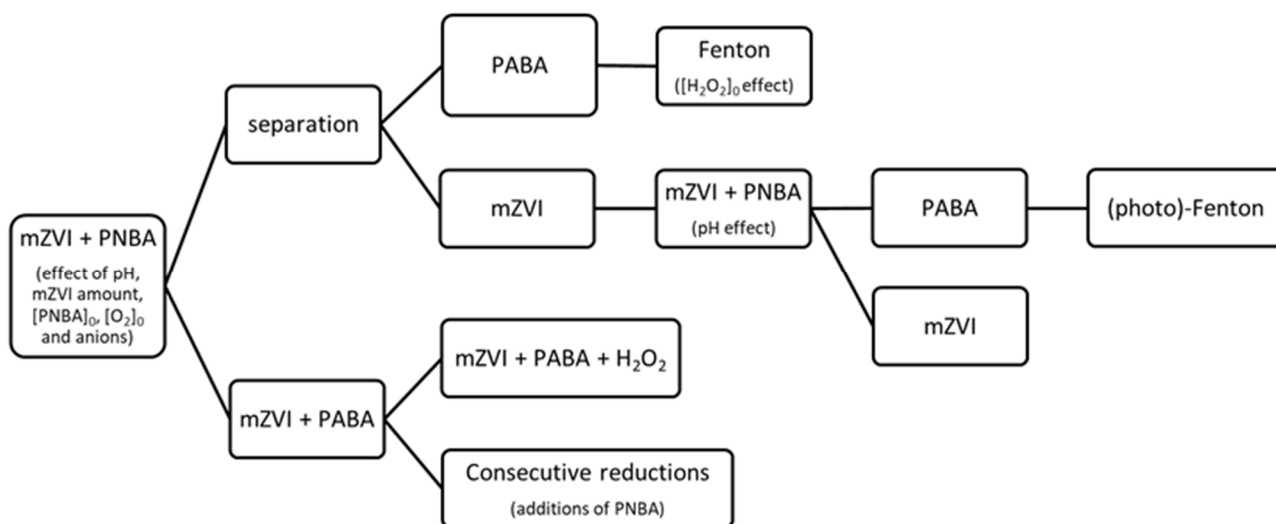 mZVI + PNBA
(effect of pH,
mZVI amount,
[PNBA]₀, [O₂]₀
and anions)
separation
PABA
Fenton
([H₂O₂]₀ effect)
mZVI
mZVI + PNBA
(pH effect)
PABA
(photo)-Fenton
mZVI
mZVI + PABA
mZVI + PABA + H₂O₂
Consecutive reductions
(additions of PNBA)